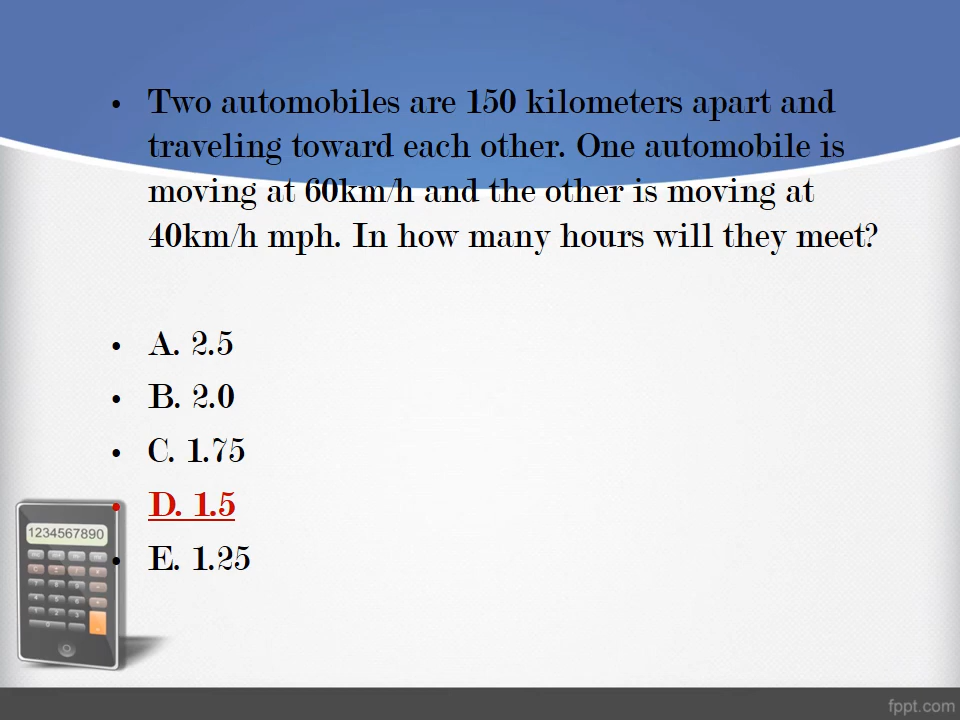 • Two automobiles are 150 kilometers apart and
traveling toward each other. One automobile is
moving at 60km/h and the other is moving at
40km/h mph. In how many hours will they meet?
• A. 2.5
• B. 2.0
• C. 1.75
• D. 1.5
• E. 1.25
1234567890
fppt.com